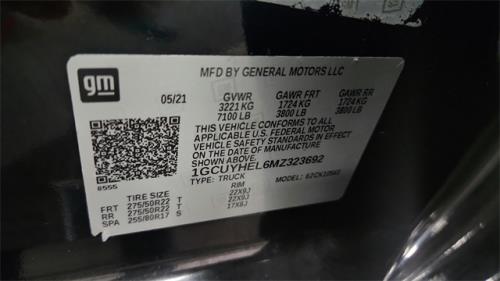 gm
MFD BY GENERAL MOTORS LLC
05/21 GVWR GAWR FRT GAWR RR
3221 KG 1724 KG 1724 KG
7100 LB 3800 LB 3800 LB
THIS VEHICLE CONFORMS TO ALL
APPLICABLE U.S. FEDERAL MOTOR
VEHICLE SAFETY STANDARDS IN EFFECT
ON THE DATE OF MANUFACTURE
SHOWN ABOVE.
1GCUYHEL6MZ323692
8555 TYPE: TRUCK MODEL:
TIRE SIZE RIM
FRT 275/50R22 T 22X9J
RR 275/50R22 T 22X9J
SPA 255/80R17 S 17X8J